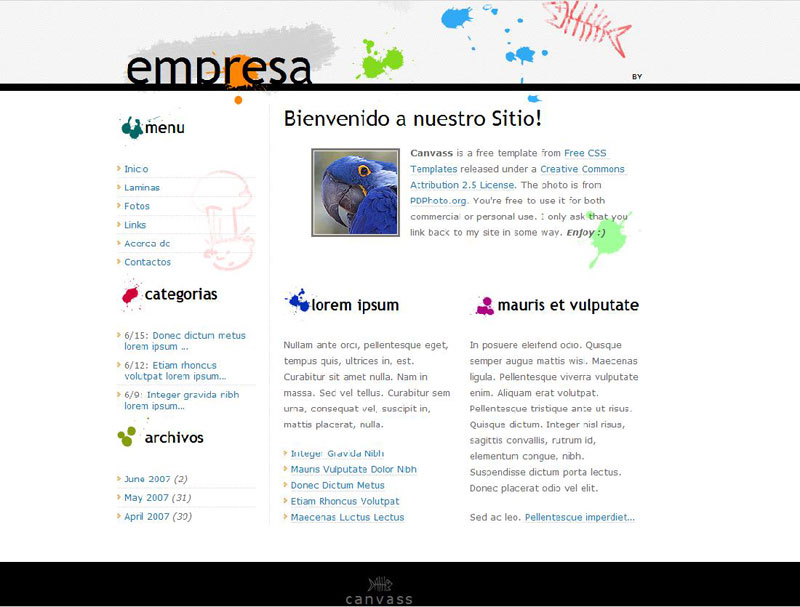 empresa
BY
menu
Inicio
Laminas
Fotos
Links
Acerca de
Contactos
categorias
6/15: Donec dictum metus
lorem ipsum ...
6/12: Etiam rhoncus
volutpat lorem ipsum...
6/9: Integer gravida nibh
lorem ipsum...
archivos
June 2007 (2)
May 2007 (31)
April 2007 (30)
Bienvenido a nuestro Sitio!
Canvass is a free template from Free CSS
Templates released under a Creative Commons
Attribution 2.5 License. The photo is from
PDPhoto.org. You're free to use it for both
commercial or personal use. I only ask that you
link back to my site in some way. Enjoy :)
lorem ipsum
Nullam ante orci, pellentesque eget,
tempus quis, ultrices in, est.
Curabitur sit amet nulla. Nam in
massa. Sed vel tellus. Curabitur sem
urna, consequat vel, suscipit in,
mattis placerat, nulla.
Integer Gravida Nibh
Mauris Vulputate Dolor Nibh
Donec Dictum Metus
Etiam Rhoncus Volutpat
Maecenas Luctus Lectus
mauris et vulputate
In posuere eleifend odio. Quisque
semper augue mattis wisi. Maecenas
ligula. Pellentesque viverra vulputate
enim. Aliquam erat volutpat.
Pellentesque tristique ante ut risus.
Quisque dictum. Integer nisl risus,
sagittis convallis, rutrum id,
elementum congue, nibh.
Suspendisse dictum porta lectus.
Donec placerat odio vel elit.
Sed ac leo. Pellentesque imperdiet...
canvass